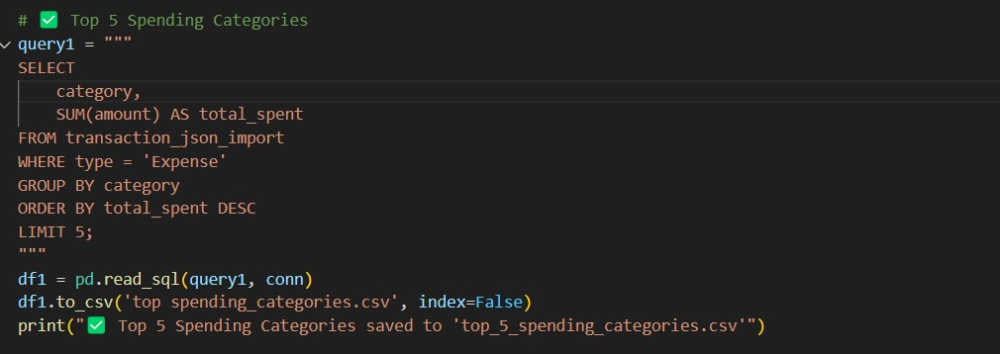 # ✅ Top 5 Spending Categories
query1 = """
SELECT
    category,
    SUM(amount) AS total_spent
FROM transaction_json_import
WHERE type = 'Expense'
GROUP BY category
ORDER BY total_spent DESC
LIMIT 5;
"""
df1 = pd.read_sql(query1, conn)
df1.to_csv('top spending_categories.csv', index=False)
print("✅ Top 5 Spending Categories saved to 'top_5_spending_categories.csv'")